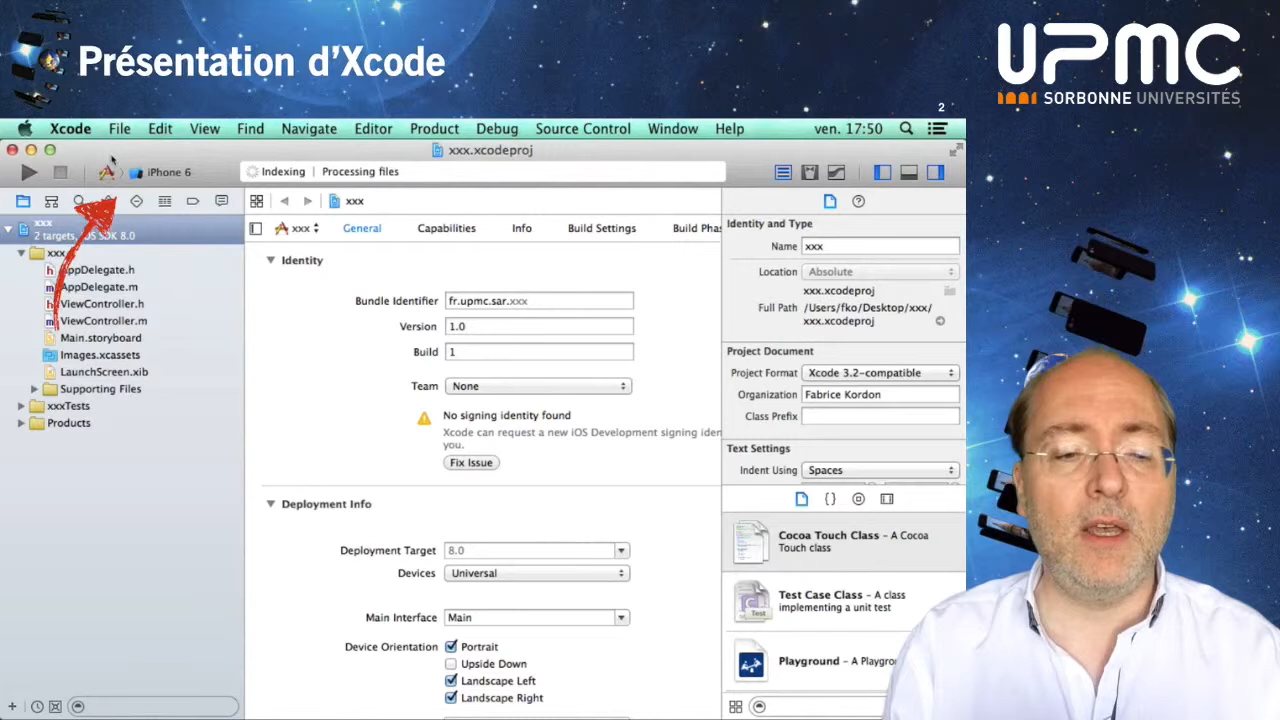 Présentation d'Xcode
UPMC
SORBONNE UNIVERSITÉS
2
Xcode File Edit View Find Navigate Editor Product Debug Source Control Window Help ven. 17:50
xxx.xcodeproj
iPhone 6
Indexing | Processing files
xxx
xxx
2 targets, iOS SDK 8.0
xxx
AppDelegate.h
AppDelegate.m
ViewController.h
ViewController.m
Main.storyboard
Images.xcassets
LaunchScreen.xib
Supporting Files
xxxTests
Products
xxx General Capabilities Info Build Settings Build Phas
Identity
Bundle Identifier fr.upmc.sar.xxx
Version 1.0
Build 1
Team None
No signing identity found
Xcode can request a new iOS Development signing iden
you.
Fix Issue
Deployment Info
Deployment Target 8.0
Devices Universal
Main Interface Main
Device Orientation Portrait
Upside Down
Landscape Left
Landscape Right
Identity and Type
Name xxx
Location Absolute
xxx.xcodeproj
Full Path /Users/fko/Desktop/xxx/
xxx.xcodeproj
Project Document
Project Format Xcode 3.2-compatible
Organization Fabrice Kordon
Class Prefix
Text Settings
Indent Using Spaces
{}
Cocoa Touch Class – A Cocoa
Touch class
Test Case Class – A class
implementing a unit test
Test
Playground – A Playgrou